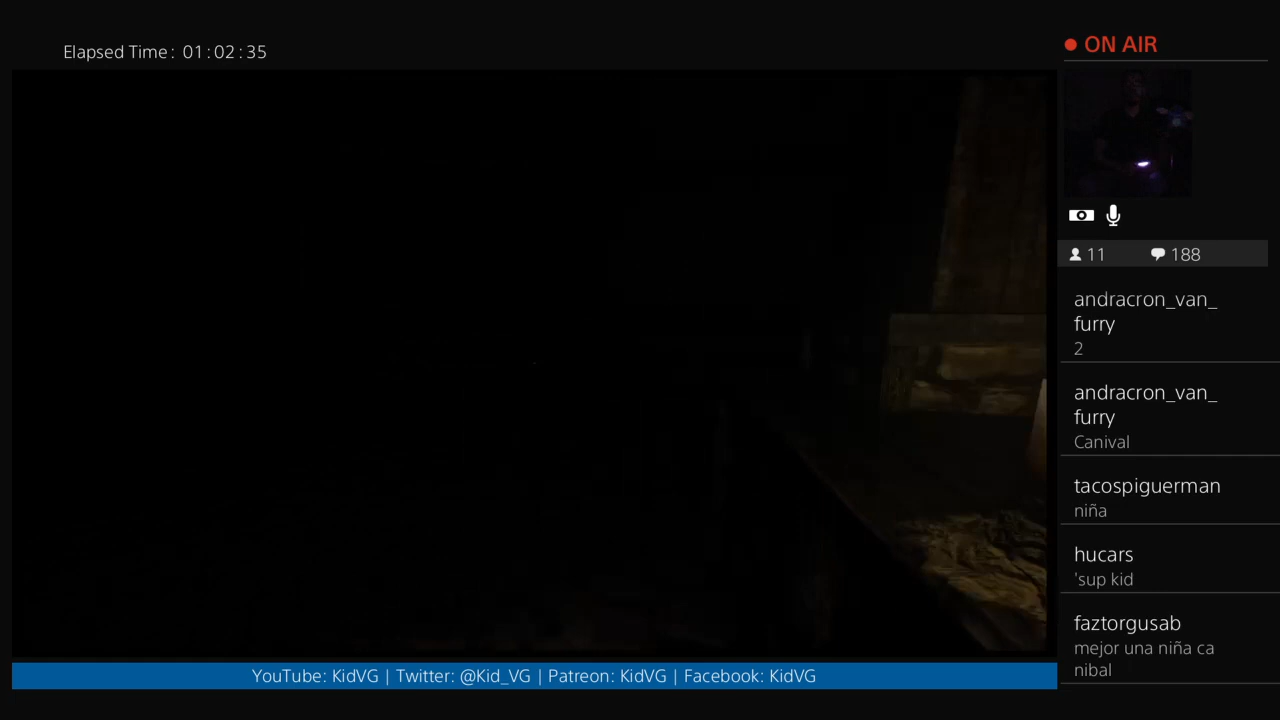 Elapsed Time: 01:02:35
ON AIR
11 188
andracron_van_
furry
2
andracron_van_
furry
Canival
tacospiguerman
niña
hucars
'sup kid
faztorgusab
mejor una niña ca
nibal
YouTube: KidVG | Twitter: @Kid_VG | Patreon: KidVG | Facebook: KidVG